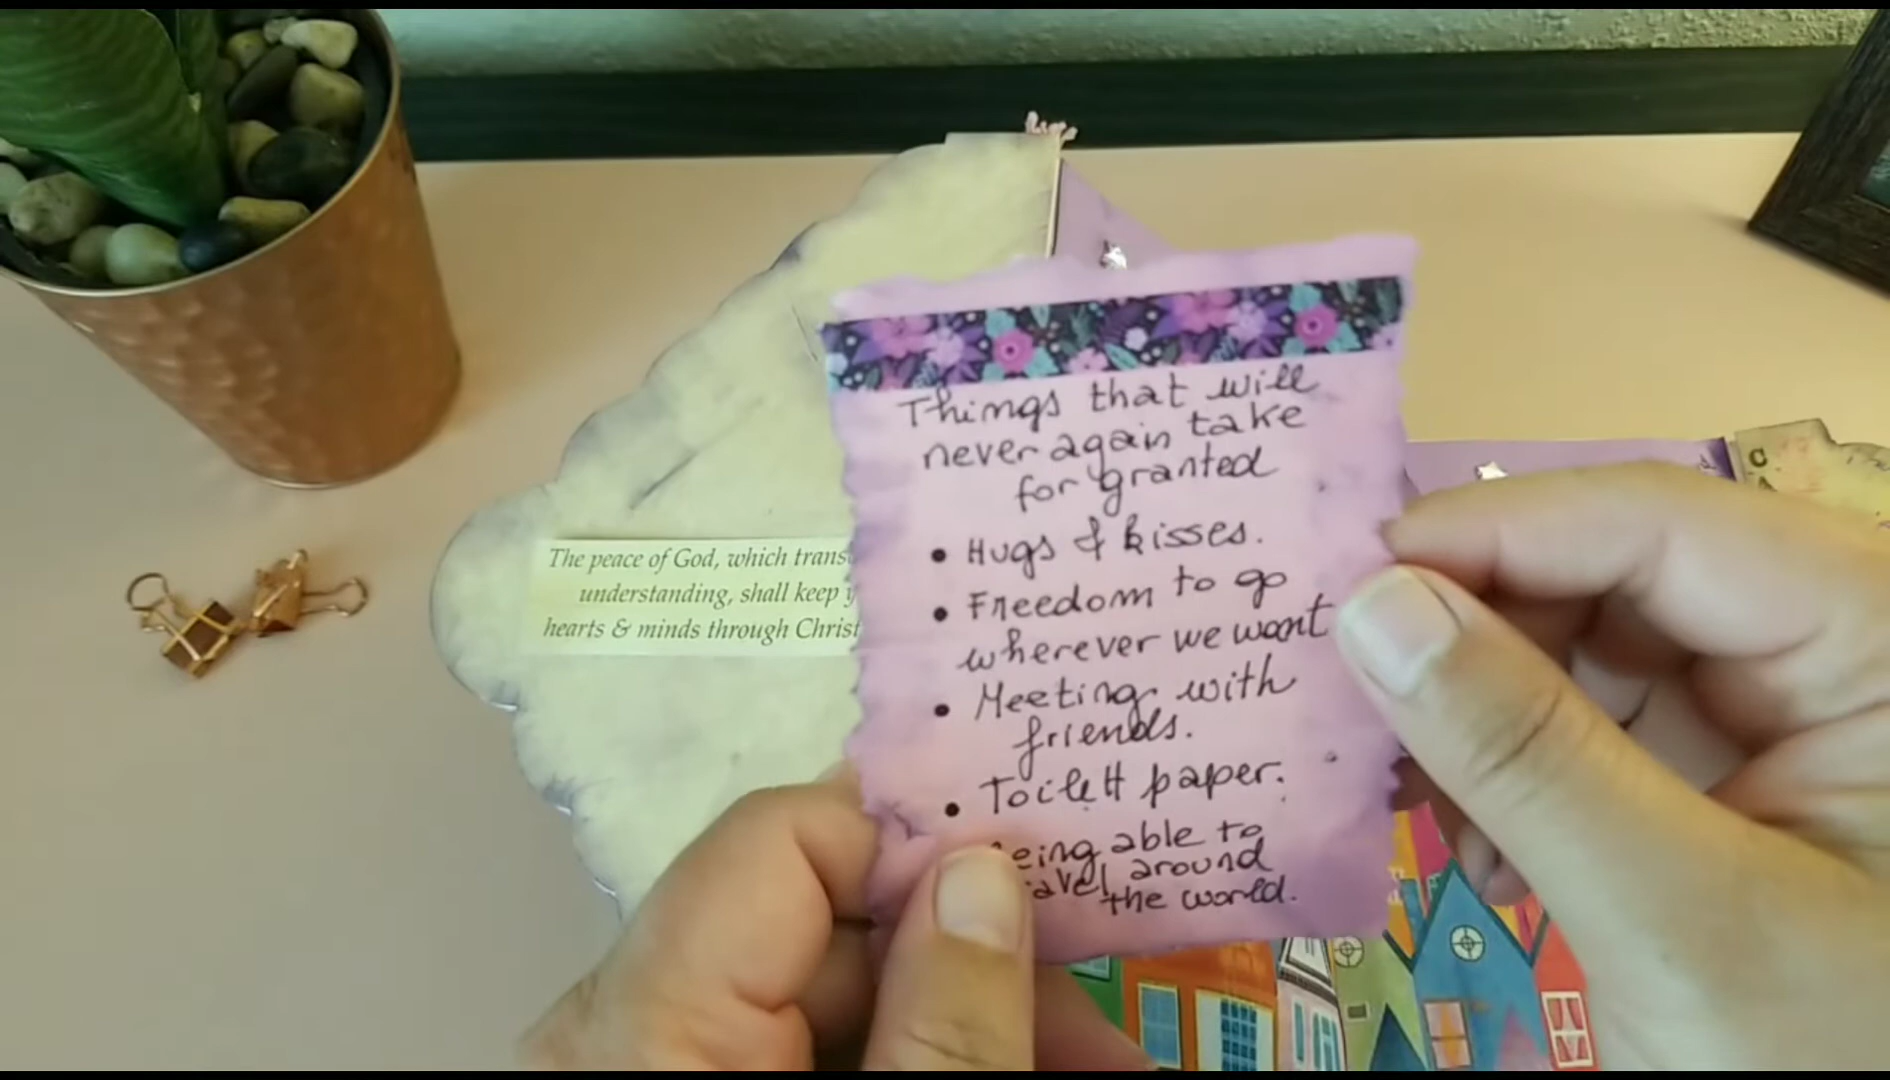 The peace of God, which
understanding, shall keep
hearts & minds through Christ
Things that will
never again take
for granted
• Hugs & kisses.
• Freedom to go
wherever we want
• Meeting with
friends.
• Toilett paper.
able to
around
the world.
C